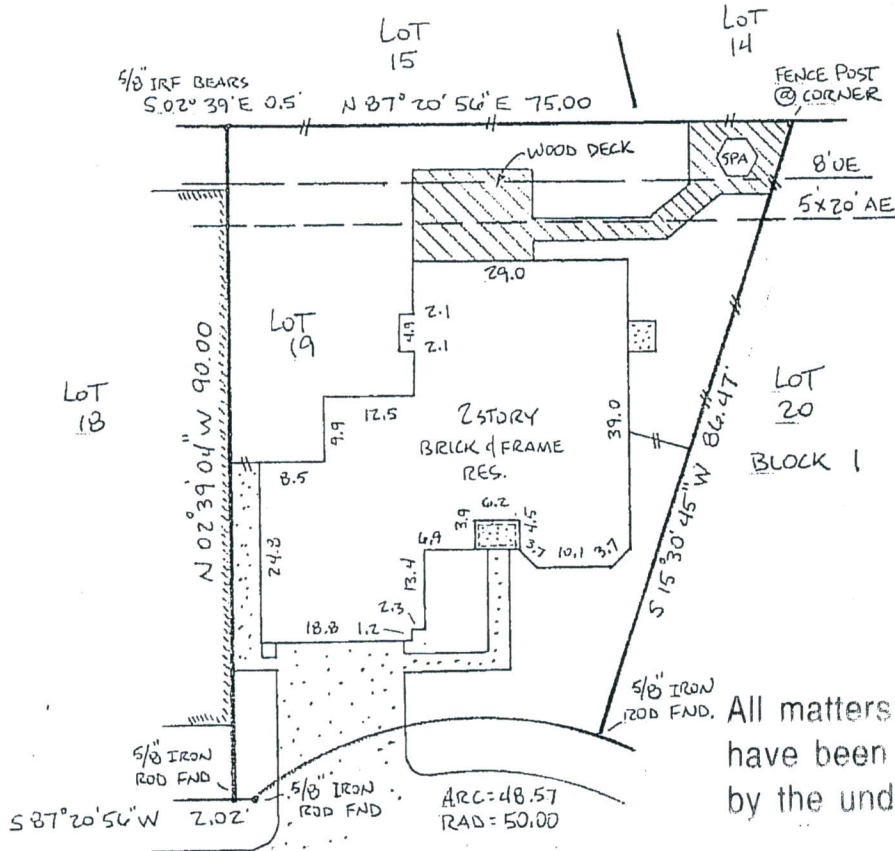 LOT
15
LOT
14
5/8" IRF BEARS
S.02° 39'E 0.5'
N 87° 20' 56" E 75.00
FENCE POST
@ CORNER
WOOD DECK
SPA
8' UE
5'x20' AE
29.0
LOT
19
4.9
2.1
2.1
LOT
18
N 02° 39' 04" W 90.00
12.5
9.9
8.5
2 STORY
BRICK & FRAME
RES.
39.0
S 15° 30' 45" W 86.47'
LOT
20
BLOCK 1
24.8
6.2
3.9
4.5
6.9
3.7
10.1
3.7
13.4
2.3
18.8
1.2
5/8" IRON
ROD FND.
All matters
have been
by the und
5/8" IRON
ROD FND
5/8" IRON
ROD FND
S 87° 20' 56" W 2.02'
ARC = 48.57
RAD = 50.00